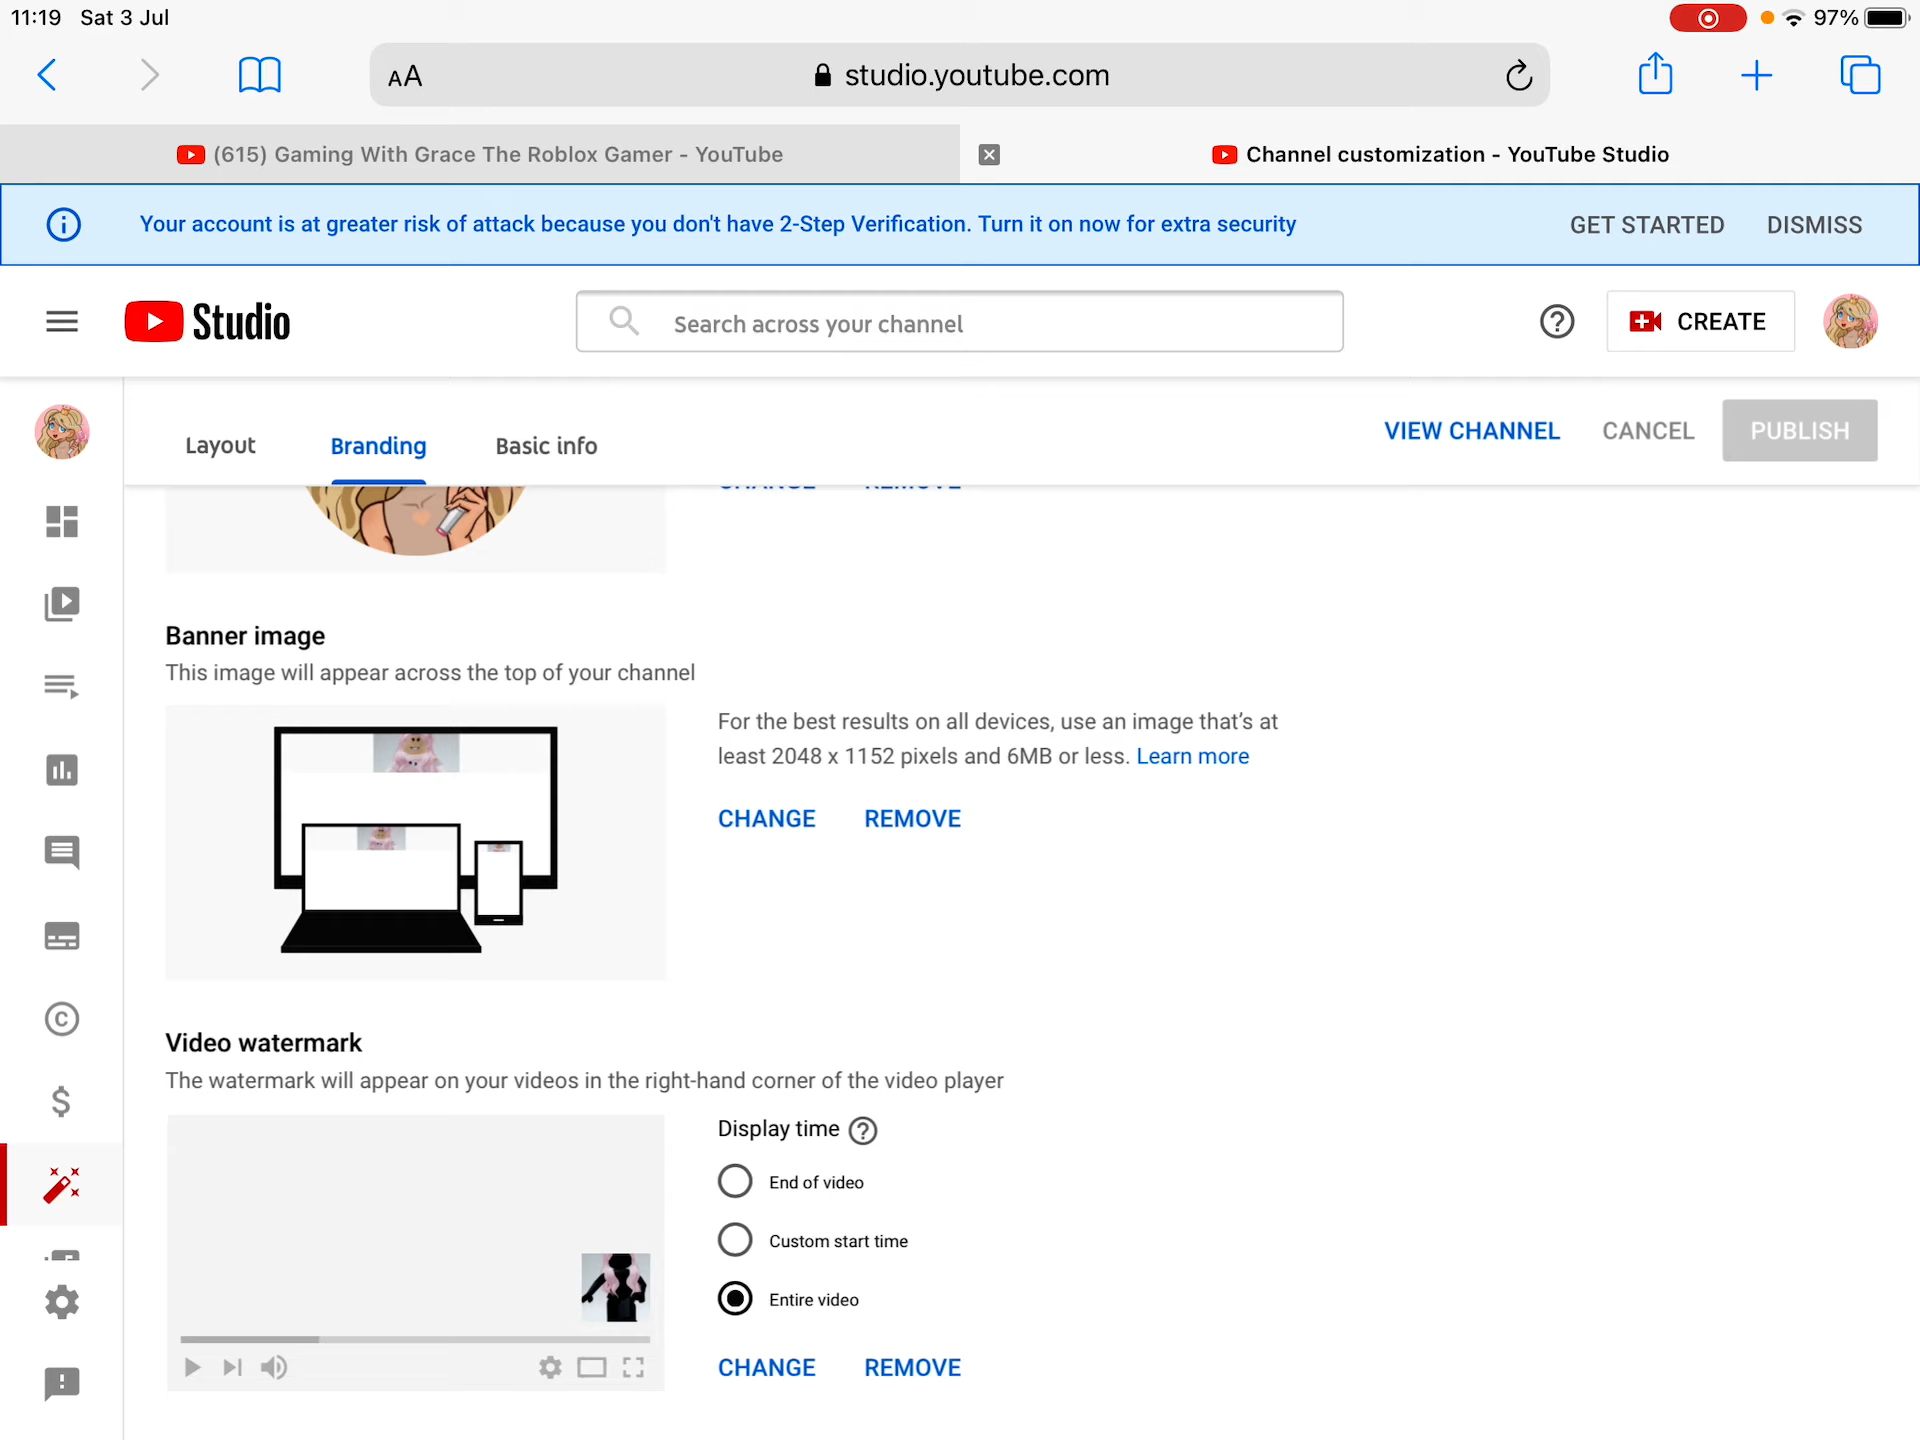 11:19 Sat 3 Jul
97%
AA
studio.youtube.com
(615) Gaming With Grace The Roblox Gamer - YouTube
Channel customization - YouTube Studio
Your account is at greater risk of attack because you don't have 2-Step Verification. Turn it on now for extra security
GET STARTED
DISMISS
Studio
Search across your channel
CREATE
Layout
Branding
Basic info
VIEW CHANNEL
CANCEL
PUBLISH
CHANGE
REMOVE
Banner image
This image will appear across the top of your channel
For the best results on all devices, use an image that’s at
least 2048 x 1152 pixels and 6MB or less. Learn more
CHANGE
REMOVE
Video watermark
The watermark will appear on your videos in the right-hand corner of the video player
Display time
End of video
Custom start time
Entire video
CHANGE
REMOVE